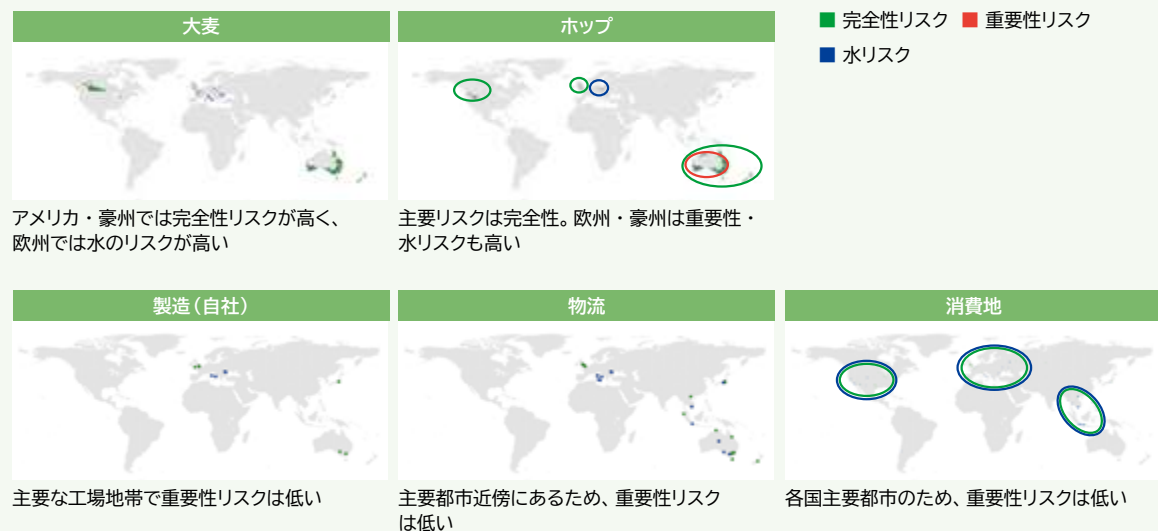 大麦
ホップ
■ 完全性リスク ■ 重要性リスク
■ 水リスク
アメリカ・豪州では完全性リスクが高く、
欧州では水のリスクが高い
主要リスクは完全性。欧州・豪州は重要性・
水リスクも高い
製造（自社）
物流
消費地
主要な工場地帯で重要性リスクは低い
主要都市近傍にあるため、重要性リスク
は低い
各国主要都市のため、重要性リスクは低い